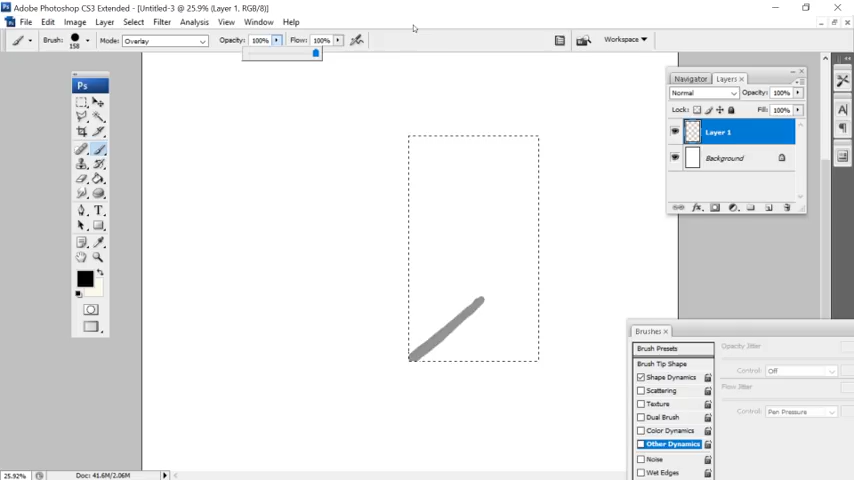 Adobe Photoshop CS3 Extended - [Untitled-3 @ 25.9% (Layer 1, RGB/8)]
File Edit Image Layer Select Filter Analysis View Window Help
Brush: 158 Mode: Overlay Opacity: 100% Flow: 100% Workspace
Ps
Navigator Layers x
Normal Opacity: 100%
Lock: Fill: 100%
Layer 1
Background
T
Brushes x
Brush Presets
Opacity Jitter
Brush Tip Shape
Control: Off
Shape Dynamics
Flow Jitter
Scattering
Texture
Control: Pen Pressure
Dual Brush
Color Dynamics
Other Dynamics
Noise
Wet Edges
25.92% Doc: 41.6M/2.06M